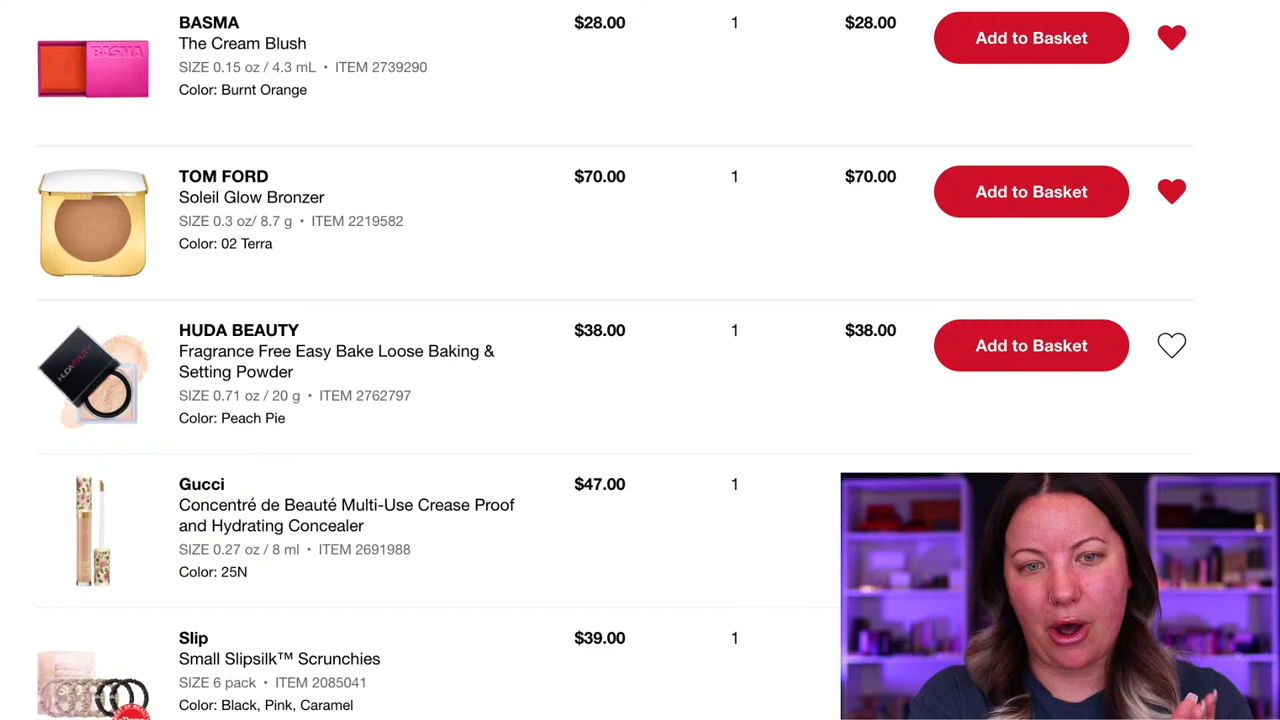 BASMA $28.00 1 $28.00 Add to Basket
The Cream Blush
SIZE 0.15 oz / 4.3 mL • ITEM 2739290
Color: Burnt Orange
BASMA
TOM FORD $70.00 1 $70.00 Add to Basket
Soleil Glow Bronzer
SIZE 0.3 oz/ 8.7 g • ITEM 2219582
Color: 02 Terra
HUDA BEAUTY $38.00 1 $38.00 Add to Basket
Fragrance Free Easy Bake Loose Baking &
Setting Powder
SIZE 0.71 oz / 20 g • ITEM 2762797
Color: Peach Pie
HUDABEAUTY
Gucci $47.00 1
Concentré de Beauté Multi-Use Crease Proof
and Hydrating Concealer
SIZE 0.27 oz / 8 ml • ITEM 2691988
Color: 25N
Slip $39.00 1
Small Slipsilk™ Scrunchies
SIZE 6 pack • ITEM 2085041
Color: Black, Pink, Caramel